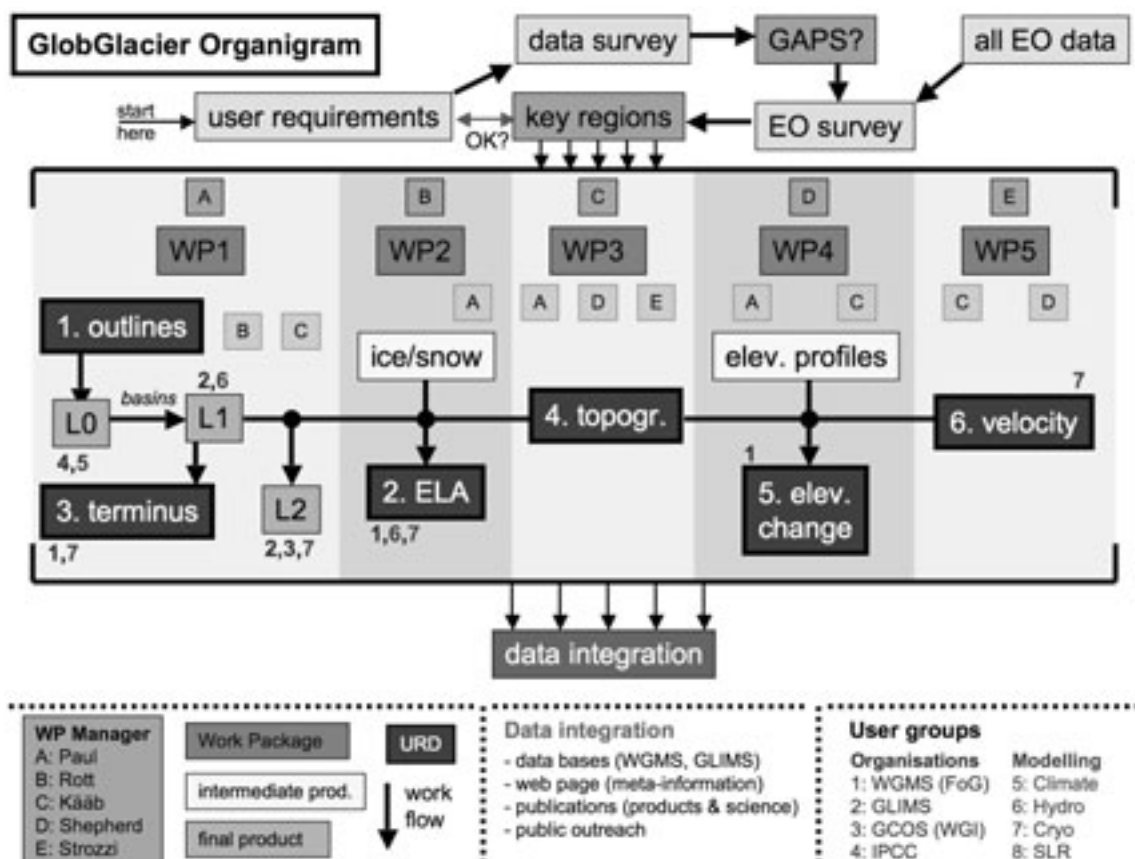 GlobGlacier Organigram
data survey
GAPS?
all EO data
start
here
user requirements
OK?
key regions
EO survey
A
B
C
D
E
WP1
WP2
WP3
WP4
WP5
B
C
A
A
D
E
A
C
C
D
1. outlines
ice/snow
elev. profiles
L0
basins
2,6
L1
4. topogr.
7
6. velocity
4,5
3. terminus
1,7
L2
2,3,7
2. ELA
1,6,7
1
5. elev.
change
data integration
WP Manager
A: Paul
B: Rott
C: Kääb
D: Shepherd
E: Strozzi
Work Package
intermediate prod.
final product
URD
work
flow
Data integration
- data bases (WGMS, GLIMS)
- web page (meta-information)
- publications (products & science)
- public outreach
User groups
Organisations
1: WGMS (FoG)
2: GLIMS
3: GCOS (WGI)
4: IPCC
Modelling
5: Climate
6: Hydro
7: Cryo
8: SLR